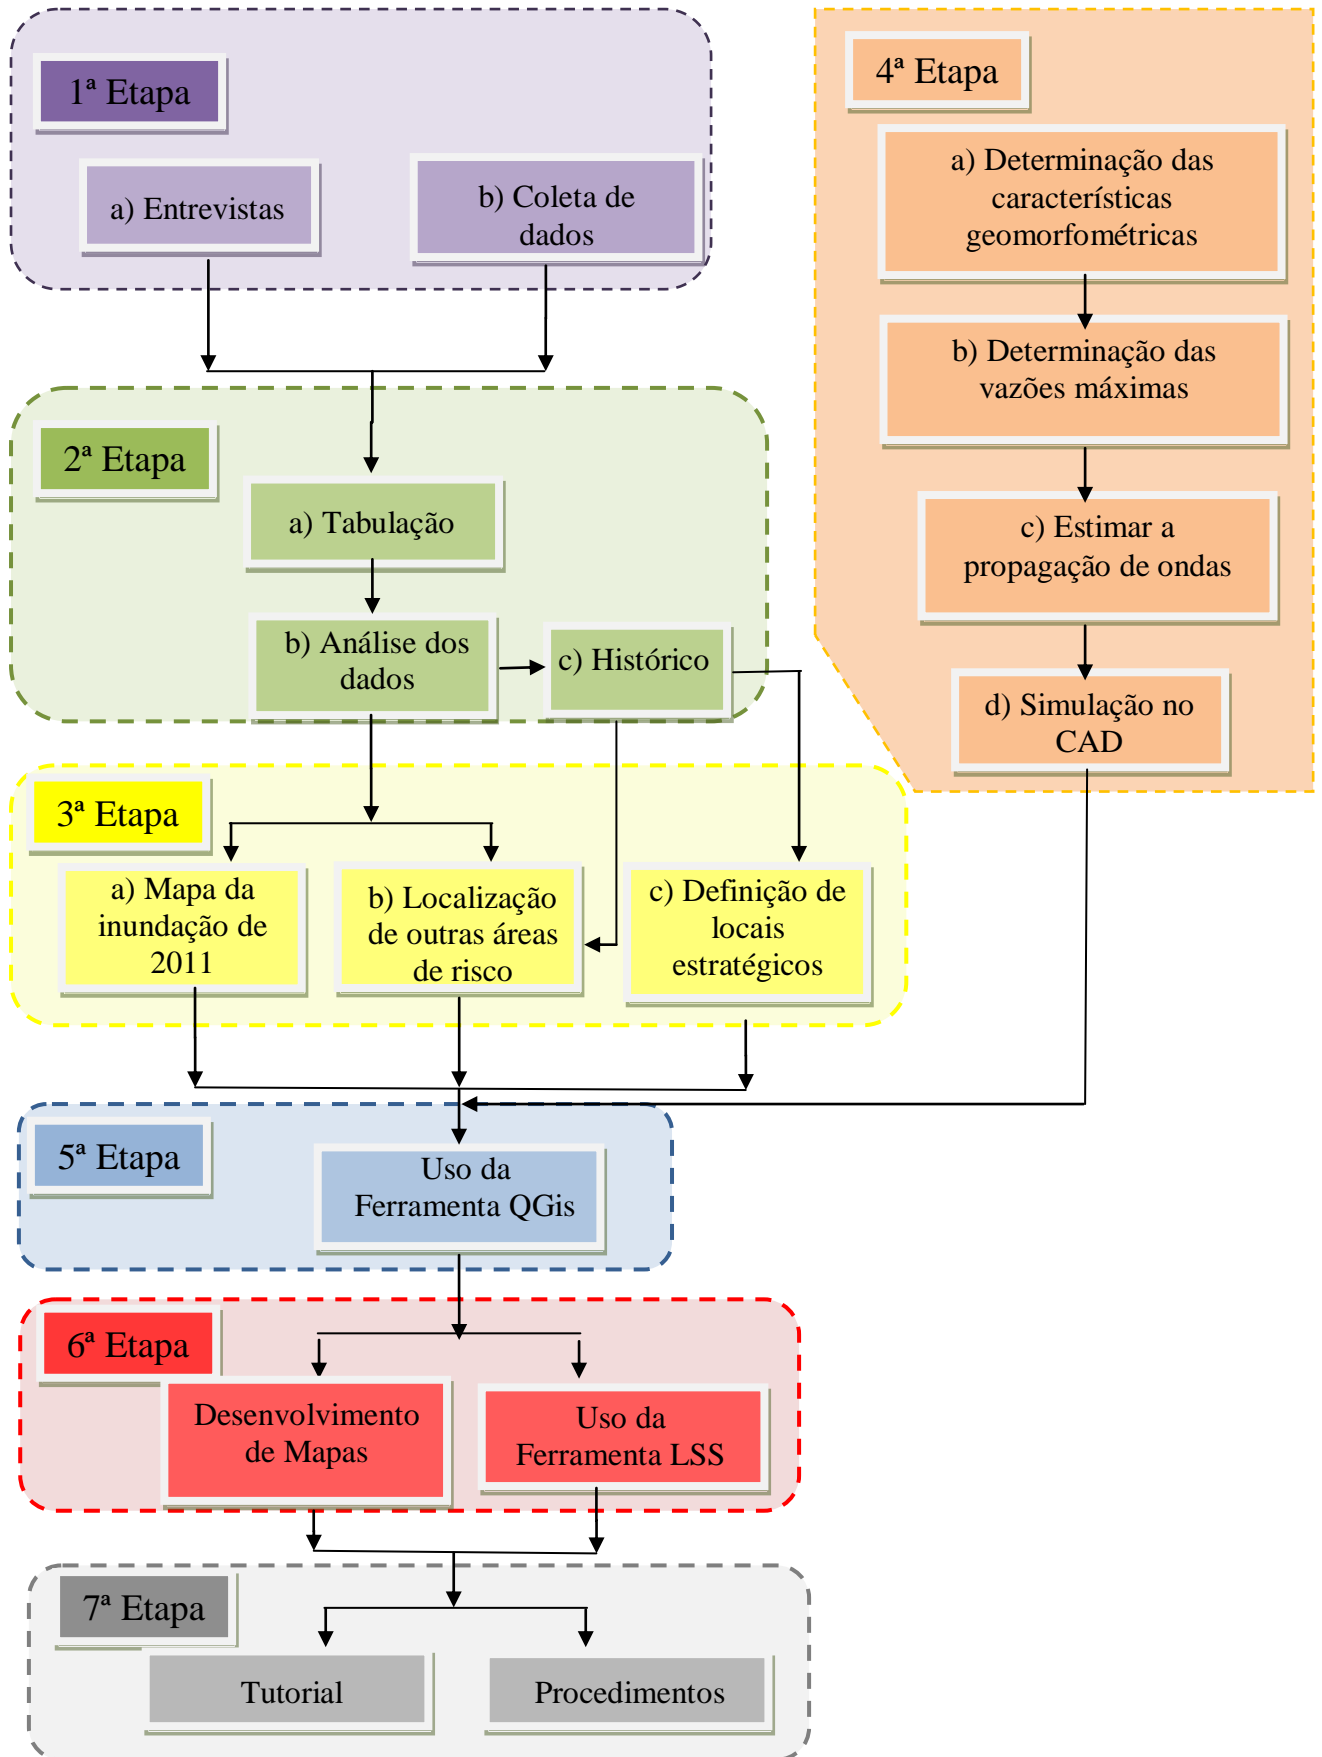 1ª Etapa
a) Entrevistas
b) Coleta de
dados
2ª Etapa
a) Tabulação
b) Análise dos
dados
c) Histórico
3ª Etapa
a) Mapa da
inundação de
2011
b) Localização
de outras áreas
de risco
c) Definição de
locais
estratégicos
4ª Etapa
a) Determinação das
características
geomorfométricas
b) Determinação das
vazões máximas
c) Estimar a
propagação de ondas
d) Simulação no
CAD
5ª Etapa
Uso da
Ferramenta QGis
6ª Etapa
Desenvolvimento
de Mapas
Uso da
Ferramenta LSS
7ª Etapa
Tutorial
Procedimentos